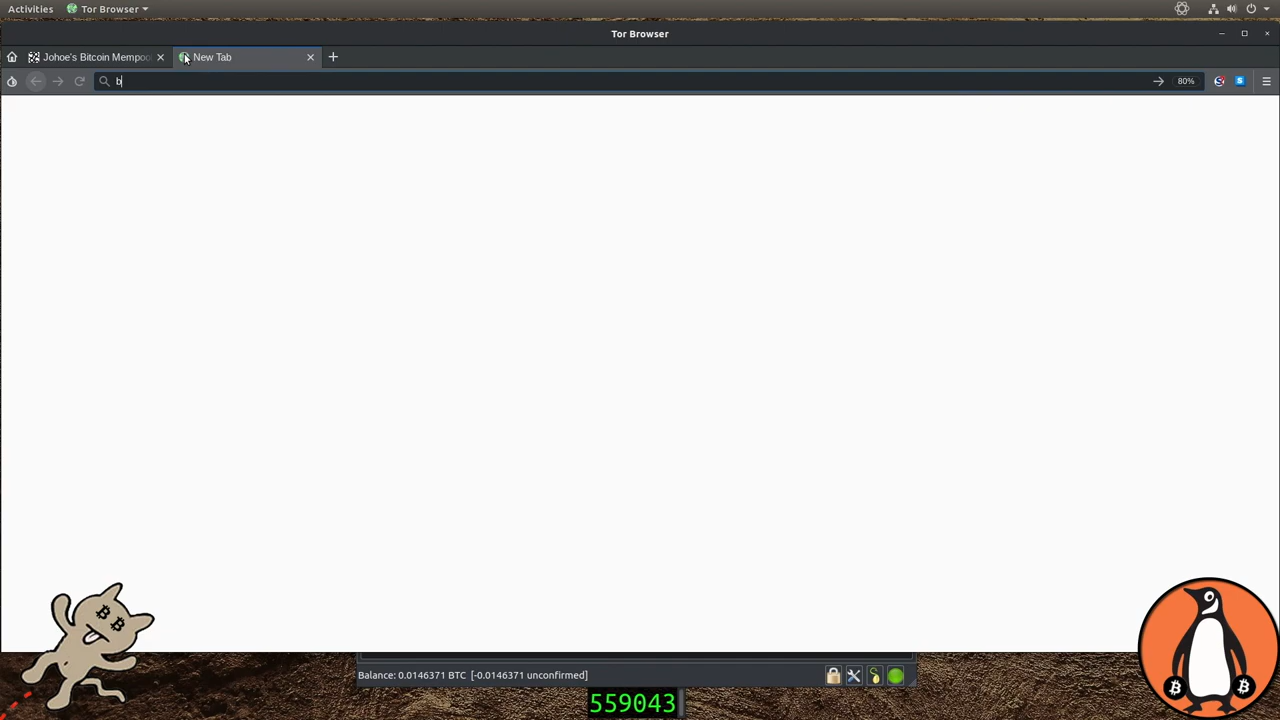 Activities
Tor Browser
Tor Browser
Johoe's Bitcoin Mempoo
New Tab
b
80%
Balance: 0.0146371 BTC [-0.0146371 unconfirmed]
559043